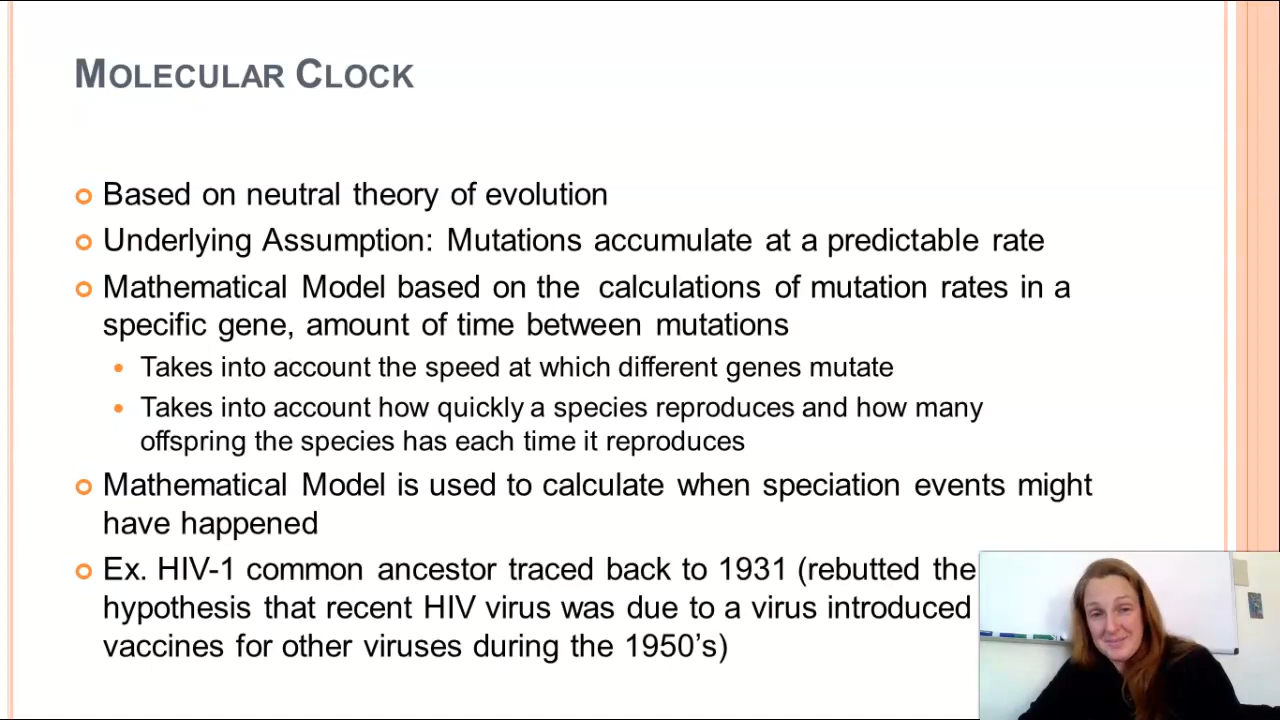 MOLECULAR CLOCK
Based on neutral theory of evolution
Underlying Assumption: Mutations accumulate at a predictable rate
Mathematical Model based on the calculations of mutation rates in a
specific gene, amount of time between mutations
Takes into account the speed at which different genes mutate
Takes into account how quickly a species reproduces and how many
offspring the species has each time it reproduces
Mathematical Model is used to calculate when speciation events might
have happened
Ex. HIV-1 common ancestor traced back to 1931 (rebutted the
hypothesis that recent HIV virus was due to a virus introduced
vaccines for other viruses during the 1950’s)